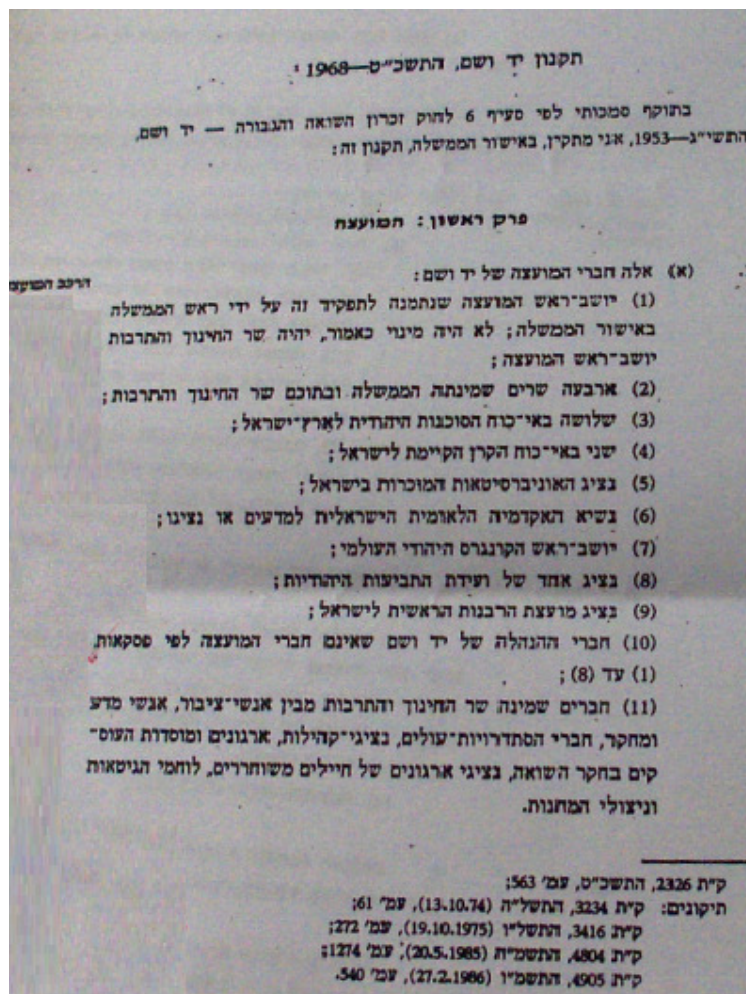 תקנון יד ושם, התשכ״ט—1968 ¹
בתוקף סמכותי לפי סעיף 6 לחוק זכרון השואה והגבורה — יד ושם,
התשי״ג—1953, אני מתקין, באישור הממשלה, תקנון זה:
פרק ראשון: המועצה
(א) אלה חברי המועצה של יד ושם:
הרכב המועצה
(1) יושב־ראש המועצה שנתמנה לתפקיד זה על ידי ראש הממשלה
באישור הממשלה; לא היה מינוי כאמור, יהיה שר החינוך והתרבות
יושב־ראש המועצה;
(2) ארבעה שרים שמינתה הממשלה ובתוכם שר החינוך והתרבות;
(3) שלושה באי־כוח הסוכנות היהודית לארץ־ישראל;
(4) שני באי־כוח הקרן הקיימת לישראל;
(5) נציג האוניברסיטאות המוכרות בישראל;
(6) נשיא האקדמיה הלאומית הישראלית למדעים או נציגו;
(7) יושב־ראש הקונגרס היהודי העולמי;
(8) נציג אחד של ועידת התביעות היהודיות;
(9) נציג מועצת הרבנות הראשית לישראל;
(10) חברי ההנהלה של יד ושם שאינם חברי המועצה לפי פסקאות
(1) עד (8);
(11) חברים שמינה שר החינוך והתרבות מבין אנשי־ציבור, אנשי מדע
ומחקר, חברי הסתדרויות־עולים, נציגי־קהילות, ארגונים ומוסדות העוס־
קים בחקר השואה, נציגי ארגונים של חיילים משוחררים, לוחמי הגיטאות
וניצולי המחנות.
ק״ת 2326, התשכ״ט, עמ׳ 563;
תיקונים: ק״ת 3234, התשל״ה (13.10.74), עמ׳ 61;
ק״ת 3416, התשל״ו (19.10.1975), עמ׳ 272;
ק״ת 4804, התשמ״ה (20.5.1985), עמ׳ 1274;
ק״ת 4905, התשמ״ו (27.2.1986), עמ׳ 540.